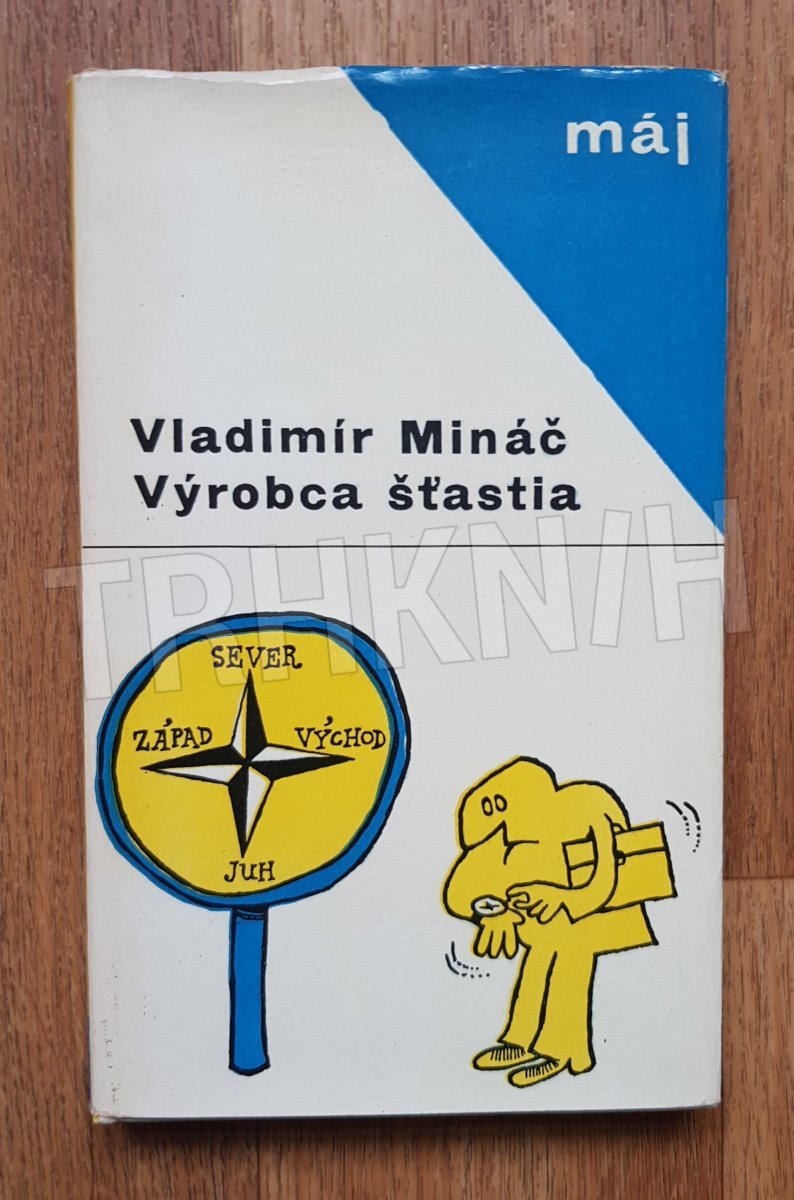 máj
Vladimír Mináč
Výrobca šťastia
TRHKNÍH
SEVER
ZÁPAD VÝCHOD
JUH